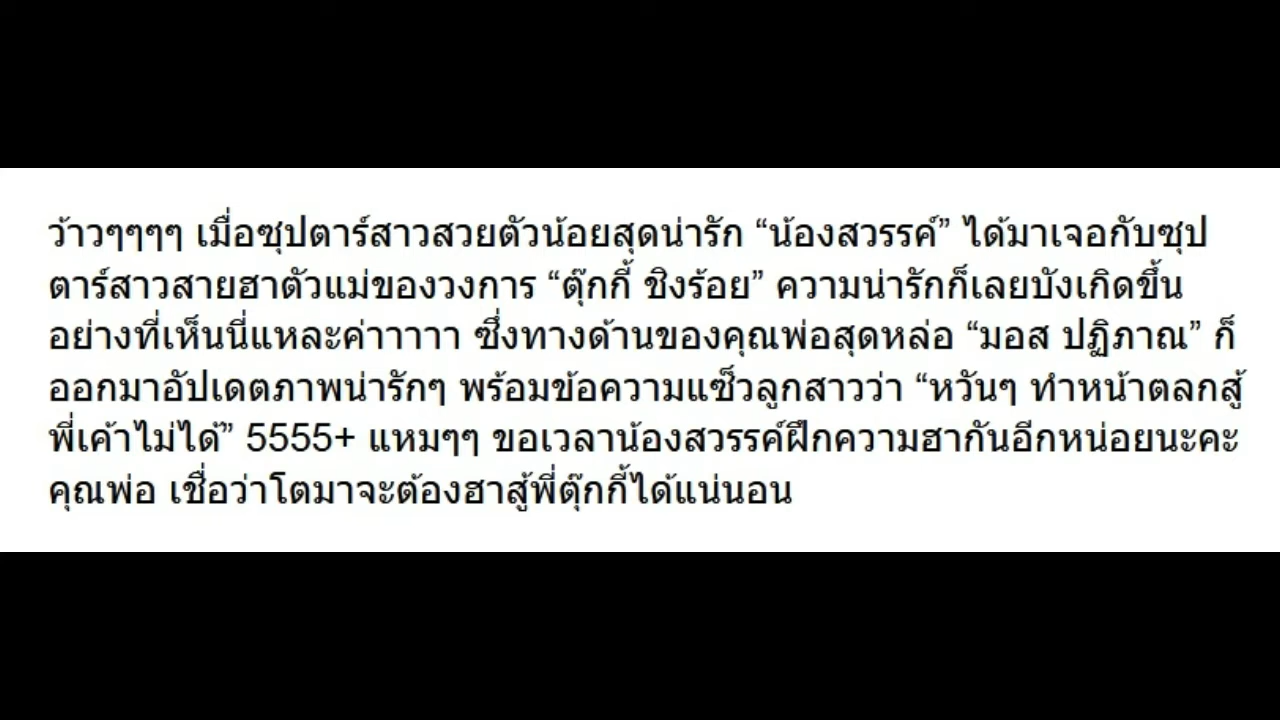 ว้าวๆๆๆๆ เมื่อซุปตาร์สาวสวยตัวน้อยสุดน่ารัก “น้องสวรรค์” ได้มาเจอกับซุป
ตาร์สาวสายฮาตัวแม่ของวงการ “ตุ๊กกี้ ชิงร้อย” ความน่ารักก็เลยบังเกิดขึ้น
อย่างที่เห็นนี่แหละค่าาาาา ซึ่งทางด้านของคุณพ่อสุดหล่อ “มอส ปฏิภาณ” ก็
ออกมาอัปเดตภาพน่ารักๆ พร้อมข้อความแซ็วลูกสาวว่า “หวันๆ ทำหน้าตลกสู้
พี่เค้าไม่ได้” 5555+ แหมๆๆ ขอเวลาน้องสวรรค์ฝึกความฮากันอีกหน่อยนะคะ
คุณพ่อ เชื่อว่าโตมาจะต้องฮาสู้พี่ตุ๊กกี้ได้แน่นอน